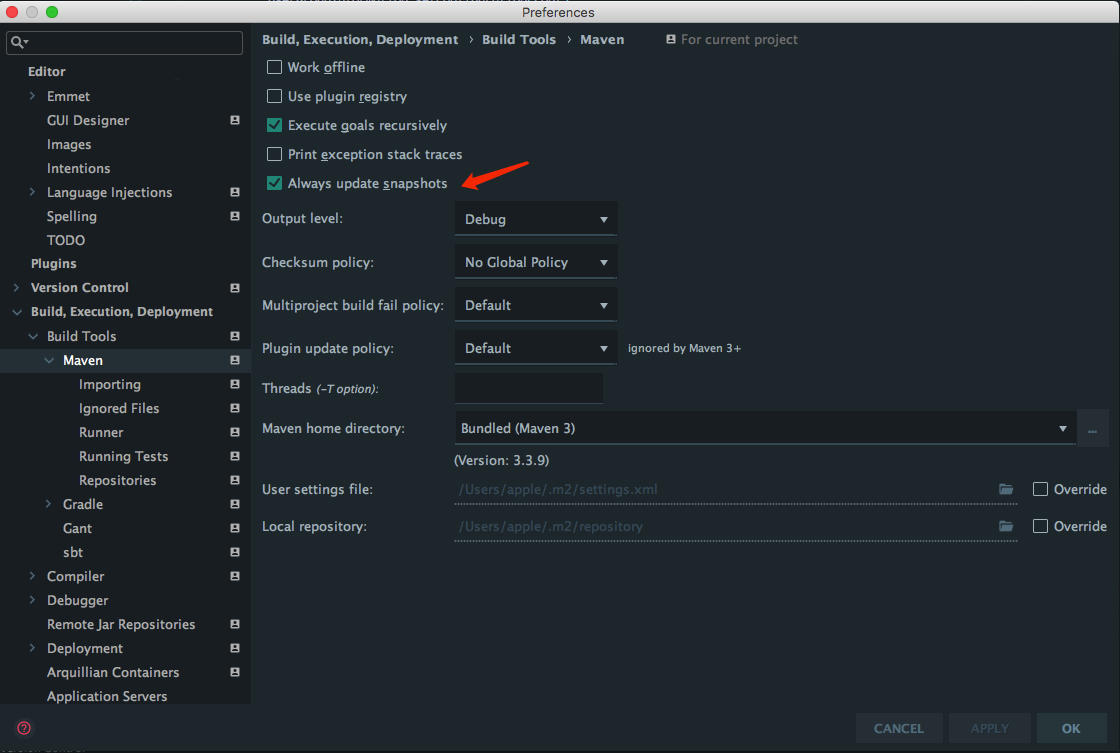 Preferences
Build, Execution, Deployment › Build Tools › Maven For current project
Editor
Emmet
GUI Designer
Images
Intentions
Language Injections
Spelling
TODO
Plugins
Version Control
Build, Execution, Deployment
Build Tools
Maven
Importing
Ignored Files
Runner
Running Tests
Repositories
Gradle
Gant
sbt
Compiler
Debugger
Remote Jar Repositories
Deployment
Arquillian Containers
Application Servers
Work offline
Use plugin registry
Execute goals recursively
Print exception stack traces
Always update snapshots
Output level: Debug
Checksum policy: No Global Policy
Multiproject build fail policy: Default
Plugin update policy: Default ignored by Maven 3+
Threads (-T option):
Maven home directory: Bundled (Maven 3) ...
(Version: 3.3.9)
User settings file: /Users/apple/.m2/settings.xml Override
Local repository: /Users/apple/.m2/repository Override
? CANCEL APPLY OK